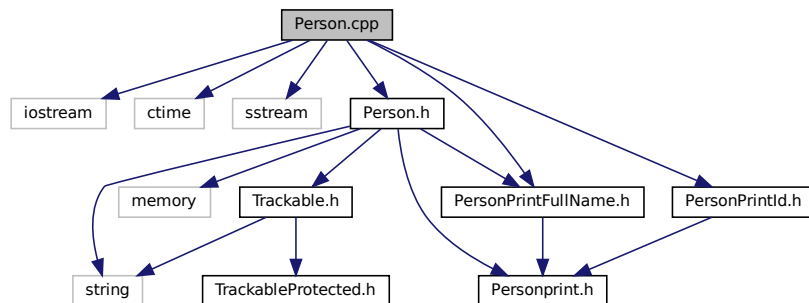 Person.cpp
iostream
ctime
sstream
Person.h
memory
Trackable.h
PersonPrintFullName.h
PersonPrintId.h
string
TrackableProtected.h
Personprint.h